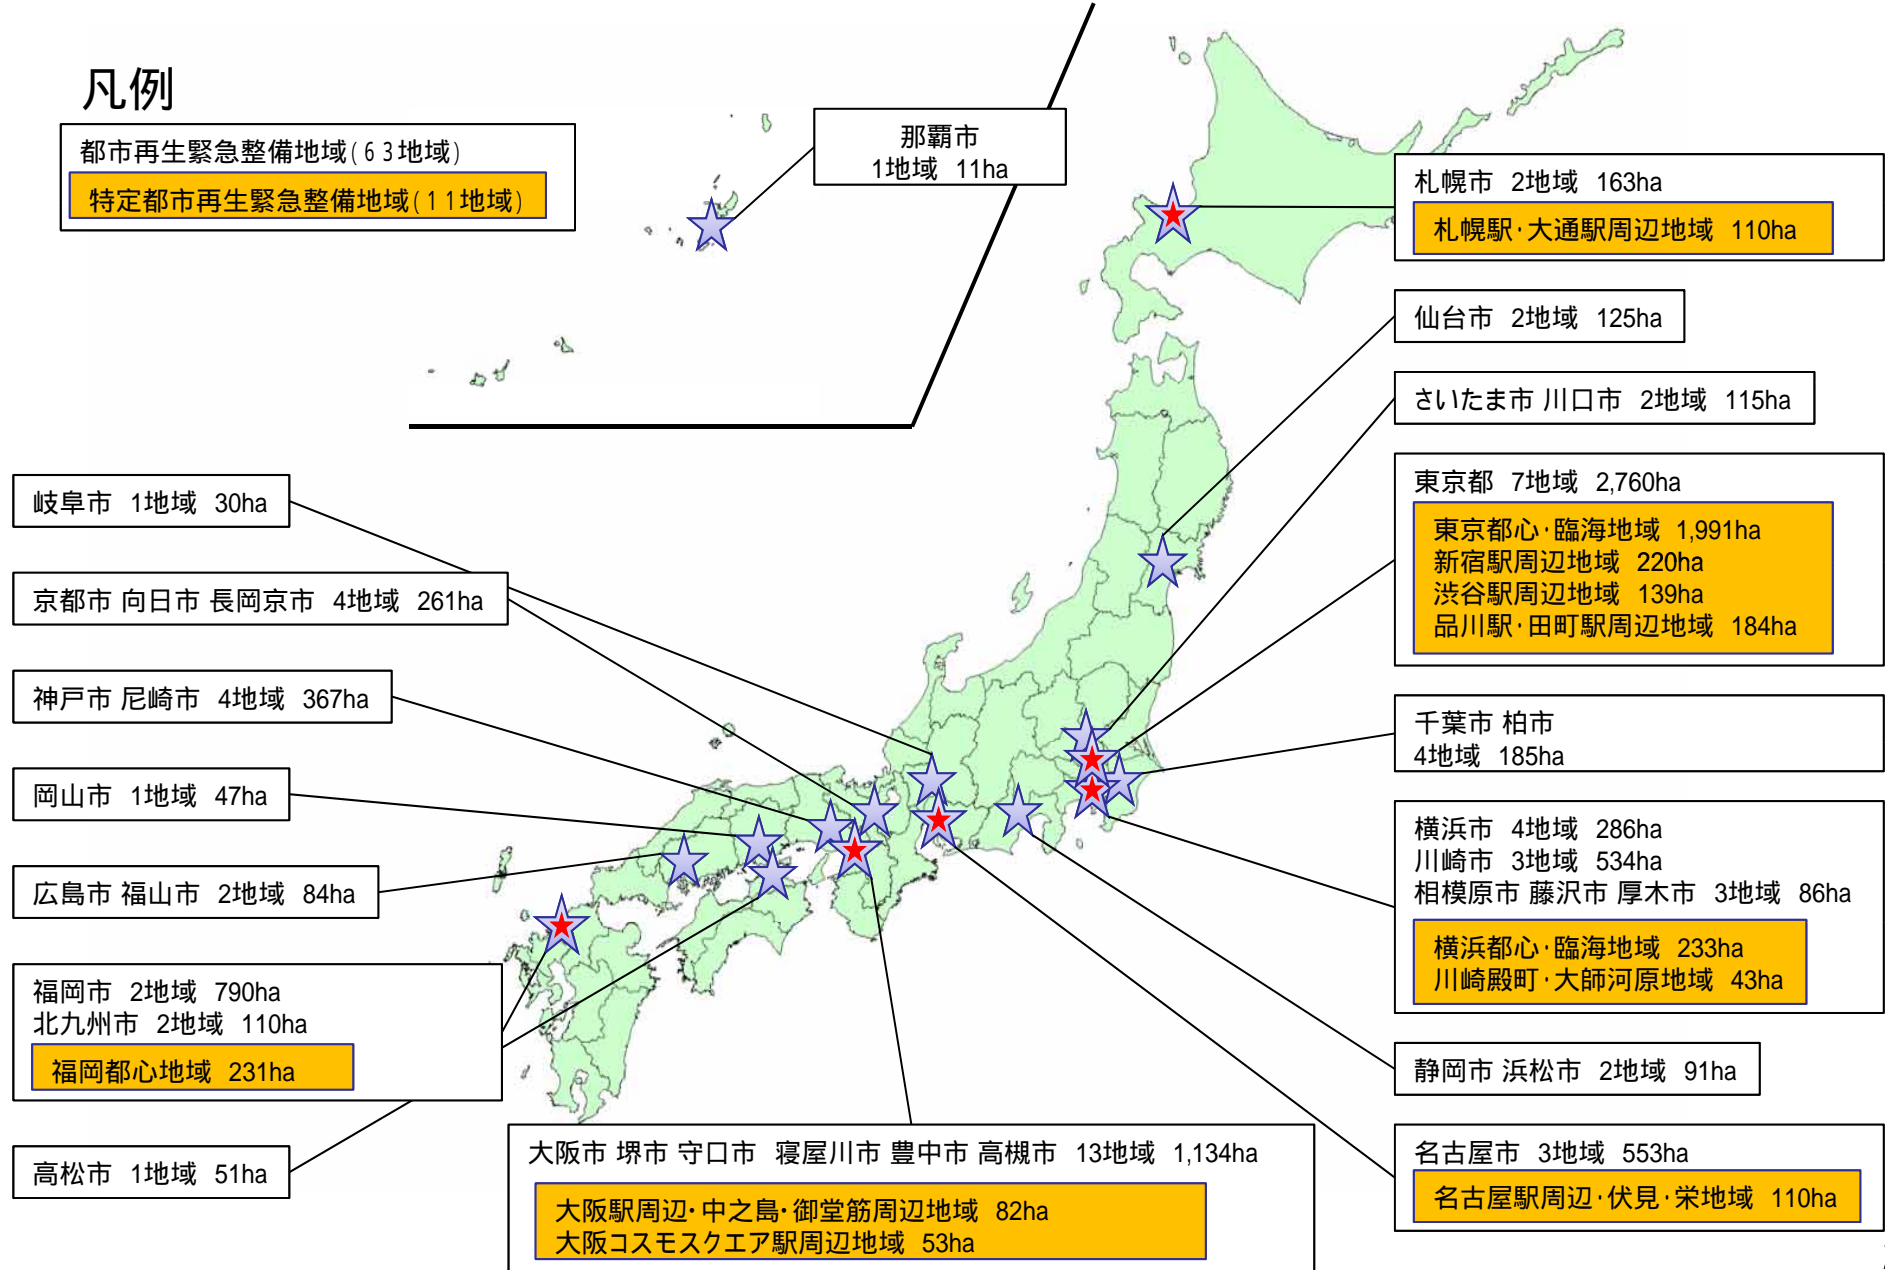 凡例
都市再生緊急整備地域(63地域)
特定都市再生緊急整備地域(11地域)
那覇市
1地域 11ha
札幌市 2地域 163ha
札幌駅・大通駅周辺地域 110ha
仙台市 2地域 125ha
さいたま市 川口市 2地域 115ha
東京都 7地域 2,760ha
東京都心・臨海地域 1,991ha
新宿駅周辺地域 220ha
渋谷駅周辺地域 139ha
品川駅・田町駅周辺地域 184ha
千葉市 柏市
4地域 185ha
横浜市 4地域 286ha
川崎市 3地域 534ha
相模原市 藤沢市 厚木市 3地域 86ha
横浜都心・臨海地域 233ha
川崎殿町・大師河原地域 43ha
静岡市 浜松市 2地域 91ha
名古屋市 3地域 553ha
名古屋駅周辺・伏見・栄地域 110ha
岐阜市 1地域 30ha
京都市 向日市 長岡京市 4地域 261ha
神戸市 尼崎市 4地域 367ha
岡山市 1地域 47ha
広島市 福山市 2地域 84ha
福岡市 2地域 790ha
北九州市 2地域 110ha
福岡都心地域 231ha
高松市 1地域 51ha
大阪市 堺市 守口市 寝屋川市 豊中市 高槻市 13地域 1,134ha
大阪駅周辺・中之島・御堂筋周辺地域 82ha
大阪コスモスクエア駅周辺地域 53ha